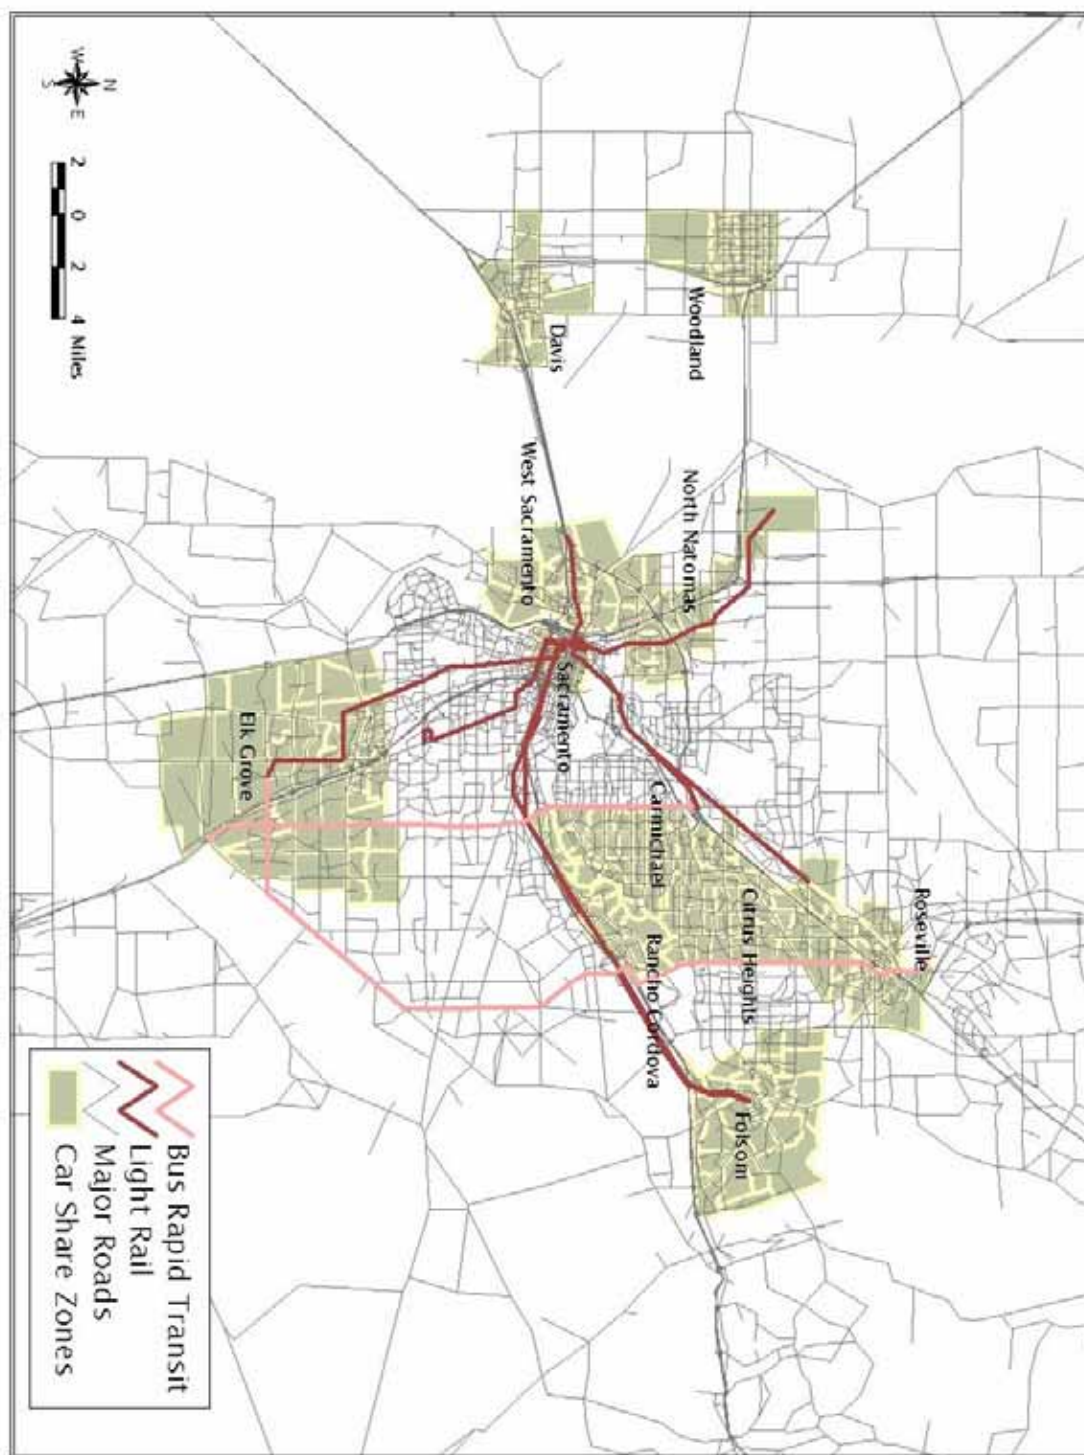 N
W
E
S
2 0 2 4 Miles
Woodland
Davis
North Natomas
West Sacramento
Sacramento
Roseville
Citrus Heights
Carmichael
Rancho Cordova
Folsom
Elk Grove
Bus Rapid Transit
Light Rail
Major Roads
Car Share Zones